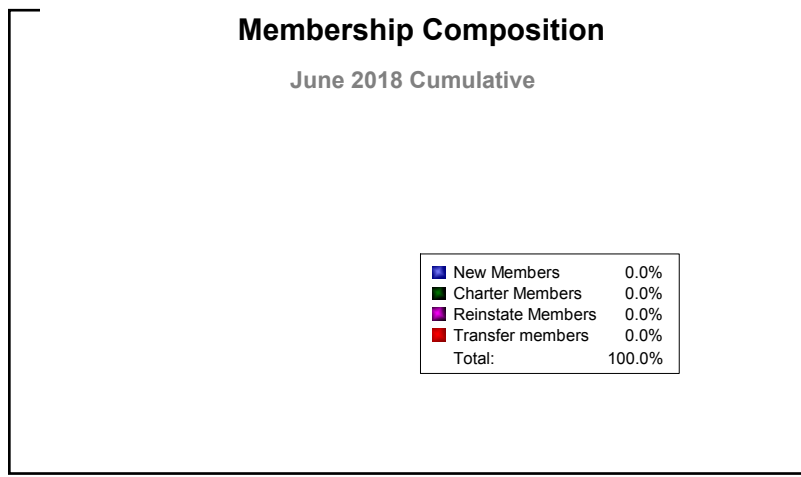 Membership Composition
June 2018 Cumulative
New Members 0.0%
Charter Members 0.0%
Reinstate Members 0.0%
Transfer members 0.0%
Total: 100.0%